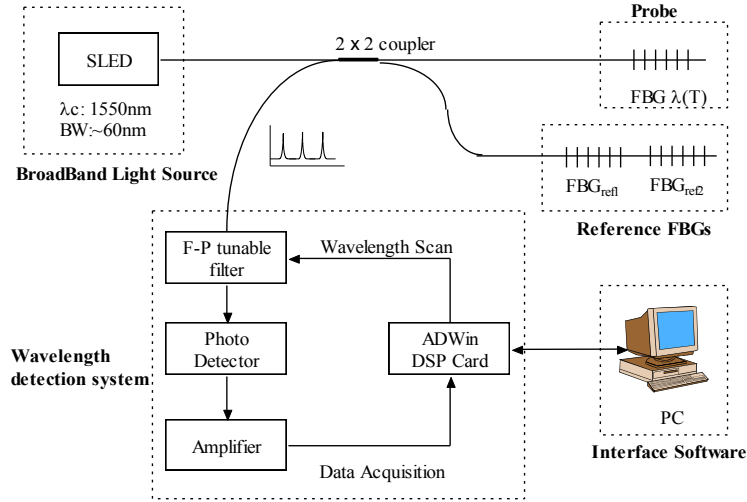 Probe
2 x 2 coupler
SLED
FBG λ(T)
λc: 1550nm
BW:~60nm
BroadBand Light Source
FBGref1
FBGref2
Reference FBGs
F-P tunable
filter
Wavelength Scan
Photo
Detector
ADWin
DSP Card
Wavelength
detection system
PC
Amplifier
Interface Software
Data Acquisition